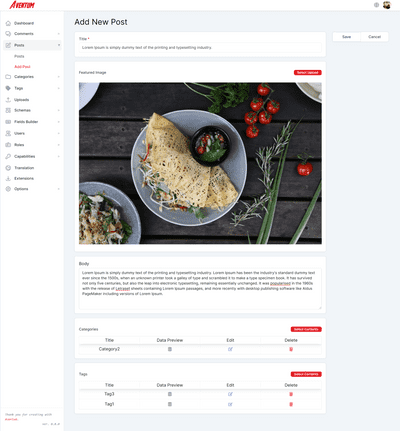 AVENTUM
Dashboard
Comments
Posts
Posts
Add Post
Categories
Tags
Uploads
Schemas
Fields Builder
Users
Roles
Capabilities
Translation
Extensions
Options
Thank you for creating with
Aventum
Add New Post
Title *
Lorem Ipsum is simply dummy text of the printing and typesetting industry.
Featured Image
Select Upload
Body
Lorem Ipsum is simply dummy text of the printing and typesetting industry. Lorem Ipsum has been the industry's standard dummy text
ever since the 1500s, when an unknown printer took a galley of type and scrambled it to make a type specimen book. It has survived
not only five centuries, but also the leap into electronic typesetting, remaining essentially unchanged. It was popularised in the 1960s
with the release of Letraset sheets containing Lorem Ipsum passages, and more recently with desktop publishing software like Aldus
PageMaker including versions of Lorem Ipsum.
Categories
Select Contents
Title Data Preview Edit Delete
Category2
Tags
Select Contents
Title Data Preview Edit Delete
Tag3
Tag1
Save Cancel